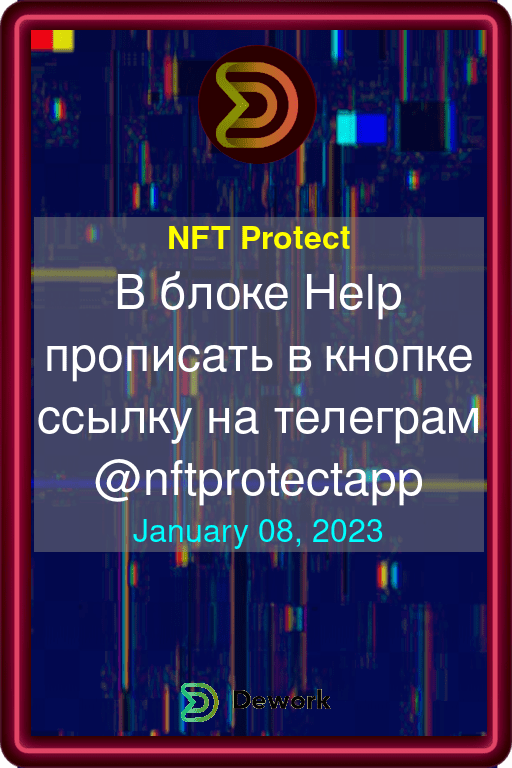 NFT Protect
В блоке Help
прописать в кнопке
ссылку на телеграм
@nftprotectapp
January 08, 2023
Dework